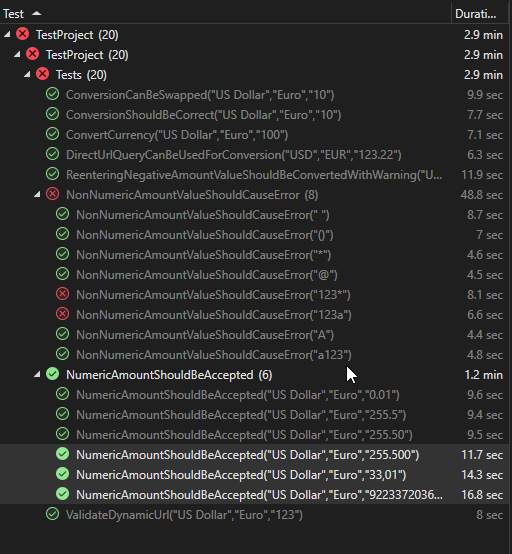 Test Durati...
TestProject (20) 2.9 min
TestProject (20) 2.9 min
Tests (20) 2.9 min
ConversionCanBeSwapped("US Dollar","Euro","10") 9.9 sec
ConversionShouldBeCorrect("US Dollar","Euro","10") 7.7 sec
ConvertCurrency("US Dollar","Euro","100") 7.1 sec
DirectUrlQueryCanBeUsedForConversion("USD","EUR","123.22") 6.3 sec
ReenteringNegativeAmountValueShouldBeConvertedWithWarning("U... 11.9 sec
NonNumericAmountValueShouldCauseError (8) 48.8 sec
NonNumericAmountValueShouldCauseError(" ") 8.7 sec
NonNumericAmountValueShouldCauseError("()") 7 sec
NonNumericAmountValueShouldCauseError("*") 4.6 sec
NonNumericAmountValueShouldCauseError("@") 4.5 sec
NonNumericAmountValueShouldCauseError("123*") 8.1 sec
NonNumericAmountValueShouldCauseError("123a") 6.6 sec
NonNumericAmountValueShouldCauseError("A") 4.4 sec
NonNumericAmountValueShouldCauseError("a123") 4.8 sec
NumericAmountShouldBeAccepted (6) 1.2 min
NumericAmountShouldBeAccepted("US Dollar","Euro","0.01") 9.6 sec
NumericAmountShouldBeAccepted("US Dollar","Euro","255.5") 9.4 sec
NumericAmountShouldBeAccepted("US Dollar","Euro","255.50") 9.5 sec
NumericAmountShouldBeAccepted("US Dollar","Euro","255.500") 11.7 sec
NumericAmountShouldBeAccepted("US Dollar","Euro","33,01") 14.3 sec
NumericAmountShouldBeAccepted("US Dollar","Euro","9223372036... 16.8 sec
ValidateDynamicUrl("US Dollar","Euro","123") 8 sec